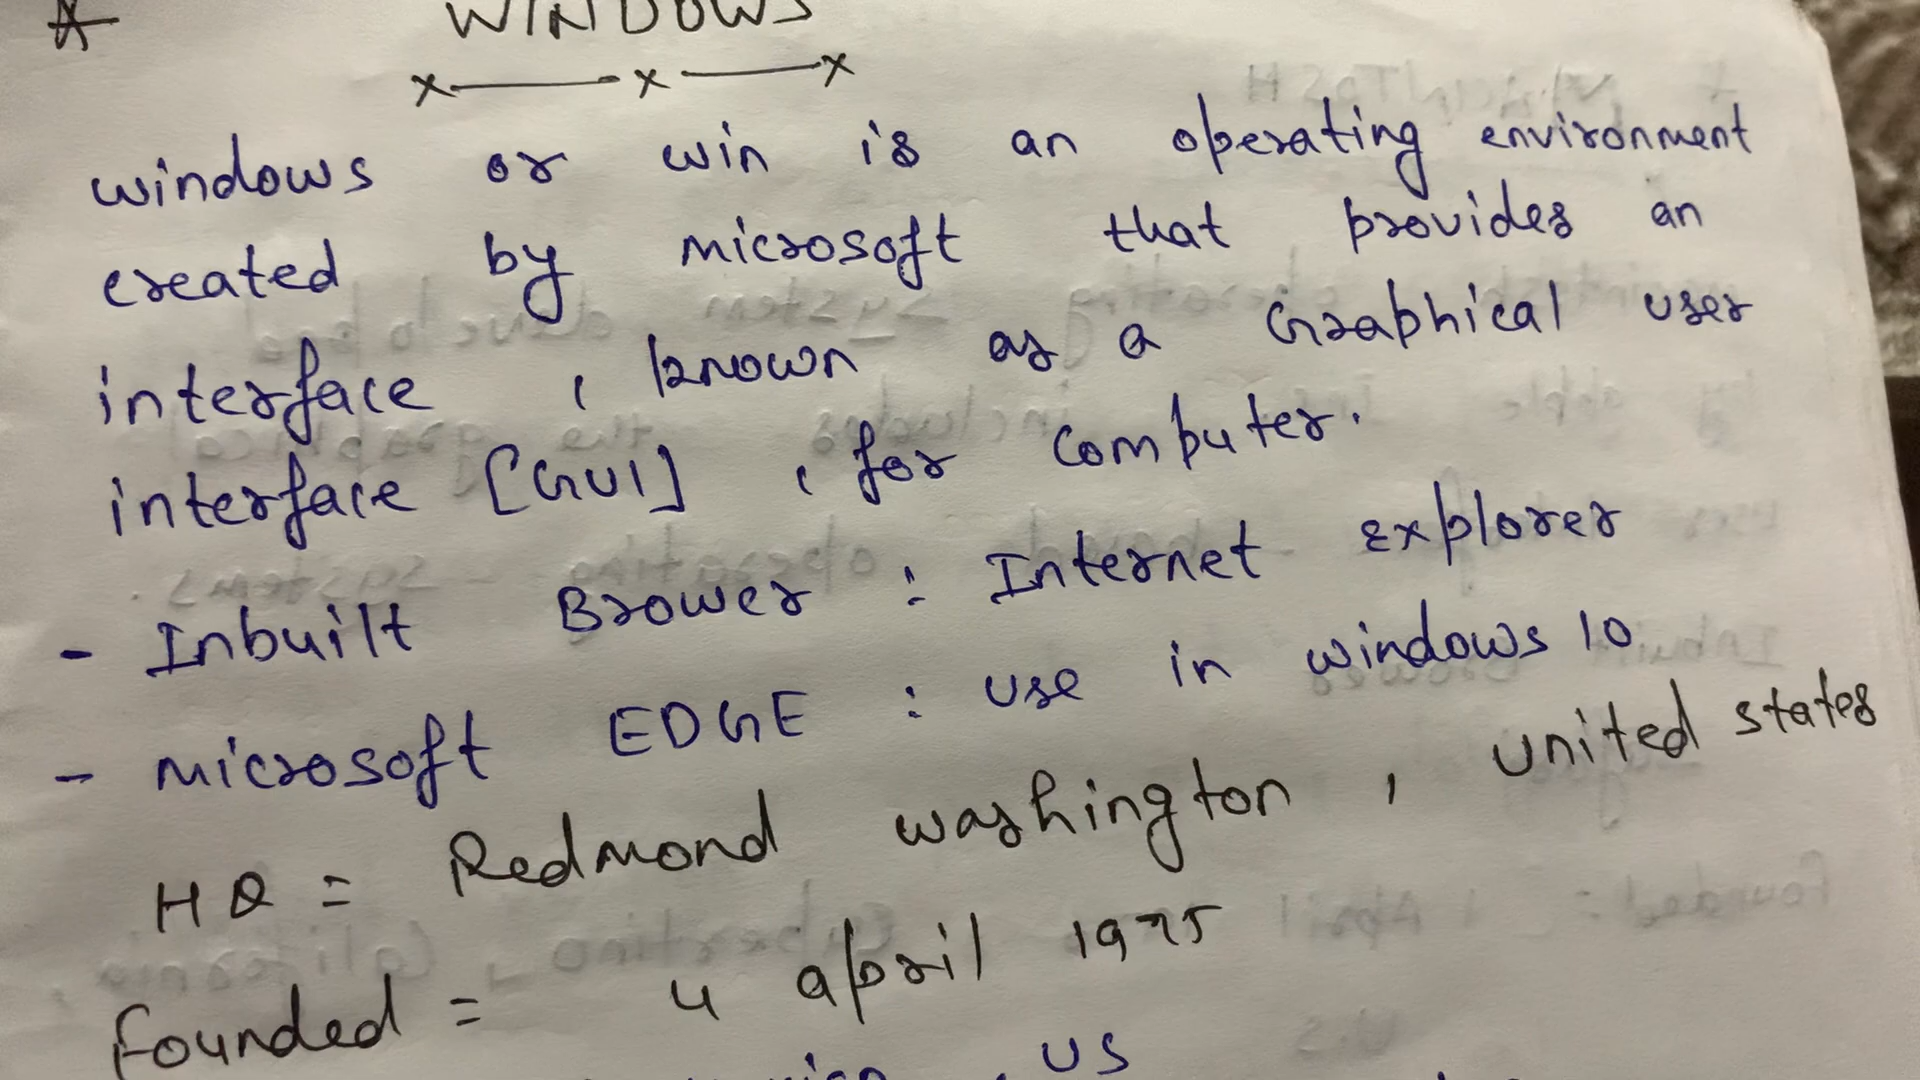 WINDOWS
windows or win is an operating environment
created by microsoft that provides an
interface , known as a Graphical user
interface [GUI] , for computer.
- Inbuilt Brower : Internet explorer
- microsoft EDGE : use in windows 10
HQ = Redmond washington , united states
founded = 4 april 1975
, US